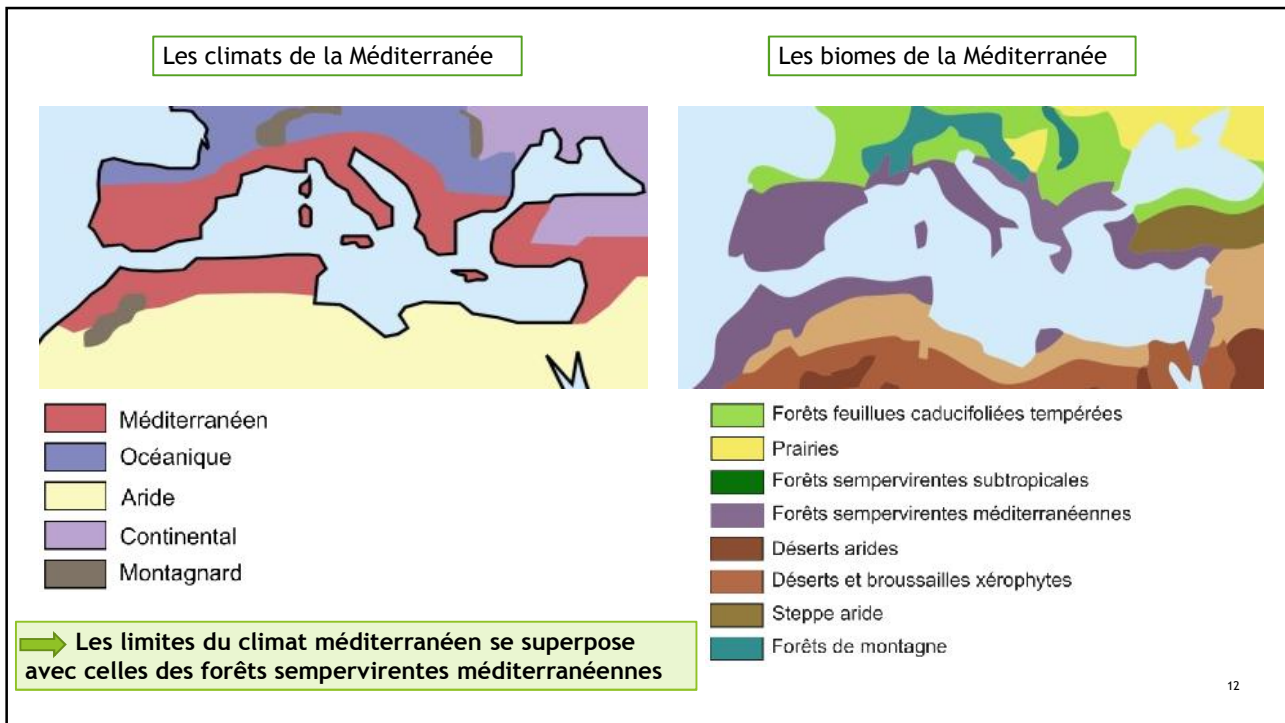 Les climats de la Méditerranée
Les biomes de la Méditerranée
Méditerranéen
Océanique
Aride
Continental
Montagnard
Forêts feuillues caducifoliées tempérées
Prairies
Forêts sempervirentes subtropicales
Forêts sempervirentes méditerranéennes
Déserts arides
Déserts et broussailles xérophytes
Steppe aride
Forêts de montagne
Les limites du climat méditerranéen se superpose
avec celles des forêts sempervirentes méditerranéennes
12